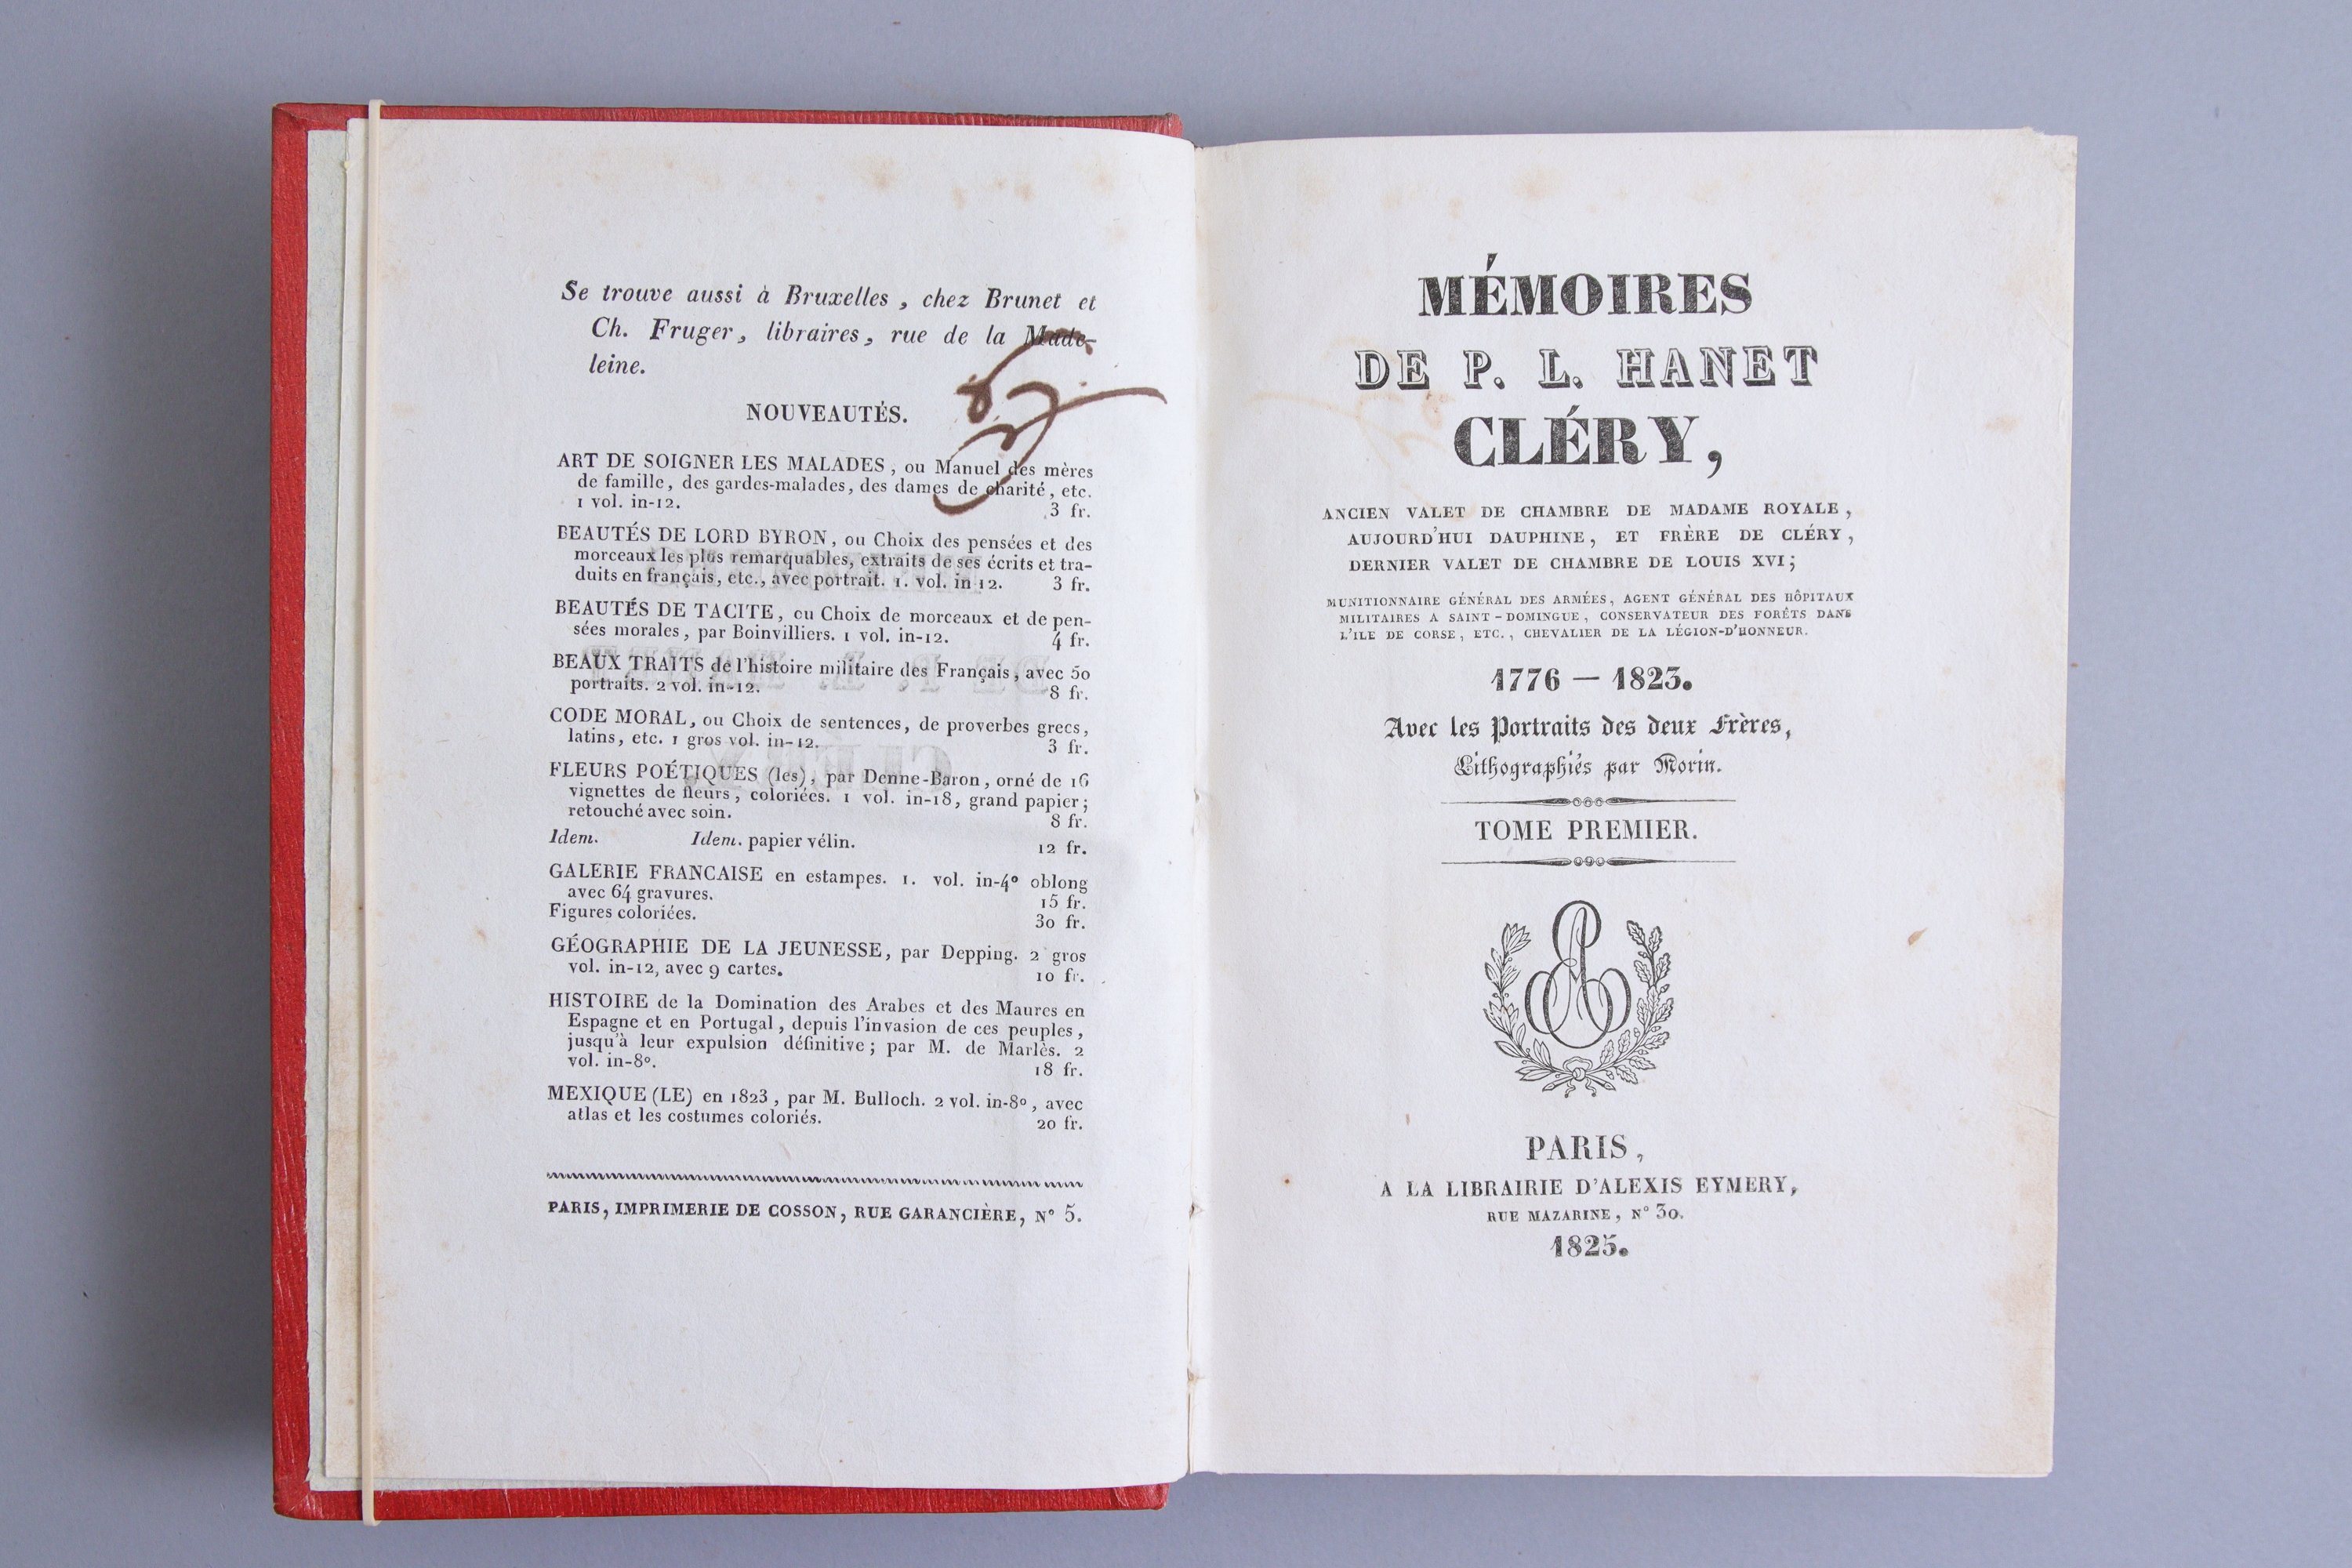 Se trouve aussi à Bruxelles, chez Brunet et
Ch. Fruger, libraires, rue de la Made-
leine.
NOUVEAUTÉS.
ART DE SOIGNER LES MALADES, ou Manuel des mères
de famille, des gardes-malades, des dames de charité, etc.
1 vol. in-12. 3 fr.
BEAUTÉS DE LORD BYRON, ou Choix des pensées et des
morceaux les plus remarquables, extraits de ses écrits et tra-
duits en français, etc., avec portrait. 1. vol. in 12. 3 fr.
BEAUTÉS DE TACITE, ou Choix de morceaux et de pen-
sées morales, par Boinvilliers. 1 vol. in-12. 4 fr.
BEAUX TRAITS de l'histoire militaire des Français, avec 50
portraits. 2 vol. in-12. 8 fr.
CODE MORAL, ou Choix de sentences, de proverbes grecs,
latins, etc. 1 gros vol. in-12. 3 fr.
FLEURS POÉTIQUES (les), par Denne-Baron, orné de 16
vignettes de fleurs, coloriées. 1 vol. in-18, grand papier;
retouché avec soin. 8 fr.
Idem. Idem. papier vélin. 12 fr.
GALERIE FRANCAISE en estampes. 1. vol. in-4° oblong
avec 64 gravures. 15 fr.
Figures coloriées. 30 fr.
GÉOGRAPHIE DE LA JEUNESSE, par Depping. 2 gros
vol. in-12, avec 9 cartes. 10 fr.
HISTOIRE de la Domination des Arabes et des Maures en
Espagne et en Portugal, depuis l'invasion de ces peuples,
jusqu'à leur expulsion définitive; par M. de Marlès. 2
vol. in-8°. 18 fr.
MEXIQUE (LE) en 1823, par M. Bulloch. 2 vol. in-8°, avec
atlas et les costumes coloriés. 20 fr.
PARIS, IMPRIMERIE DE COSSON, RUE GARANCIÈRE, N° 5.
MÉMOIRES
DE P. L. HANET
CLÉRY,
ANCIEN VALET DE CHAMBRE DE MADAME ROYALE,
AUJOURD'HUI DAUPHINE, ET FRÈRE DE CLÉRY,
DERNIER VALET DE CHAMBRE DE LOUIS XVI;
MUNITIONNAIRE GÉNÉRAL DES ARMÉES, AGENT GÉNÉRAL DES HÔPITAUX
MILITAIRES A SAINT-DOMINGUE, CONSERVATEUR DES FORÊTS DANS
L'ILE DE CORSE, ETC., CHEVALIER DE LA LÉGION-D'HONNEUR.
1776 — 1823.
Avec les Portraits des deux Frères,
Lithographiés par Morin.
TOME PREMIER.
PARIS,
A LA LIBRAIRIE D'ALEXIS EYMERY,
RUE MAZARINE, N° 30.
1825.